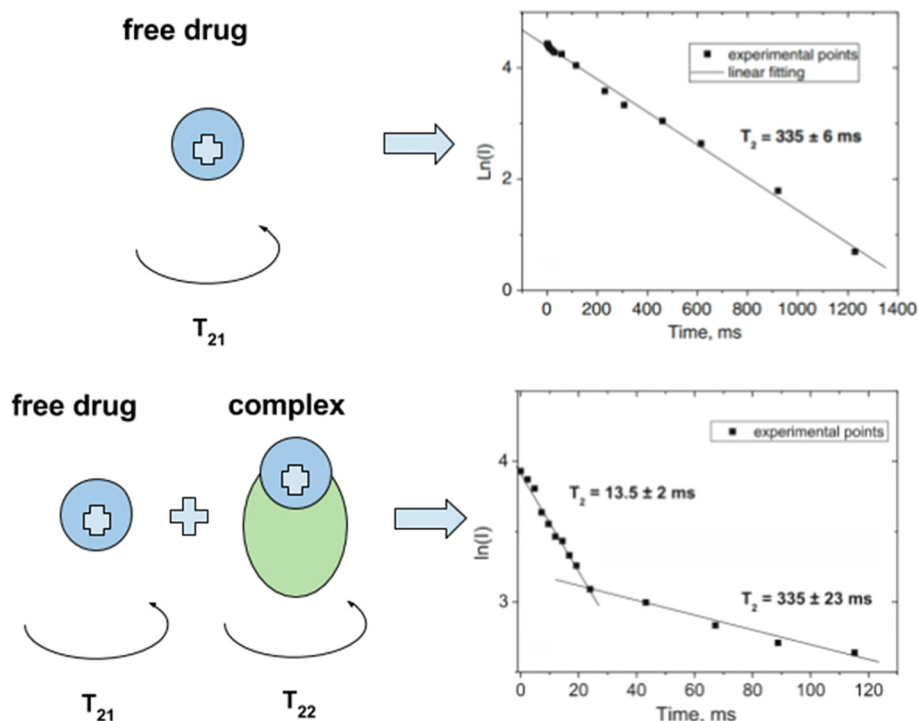 free drug
T21
Ln(I)
4
2
0
experimental points
linear fitting
T2 = 335 ± 6 ms
0 200 400 600 800 1000 1200 1400
Time, ms
free drug
complex
T21
T22
ln(I)
4
3
experimental points
T2 = 13.5 ± 2 ms
T2 = 335 ± 23 ms
0 20 40 60 80 100 120
Time, ms